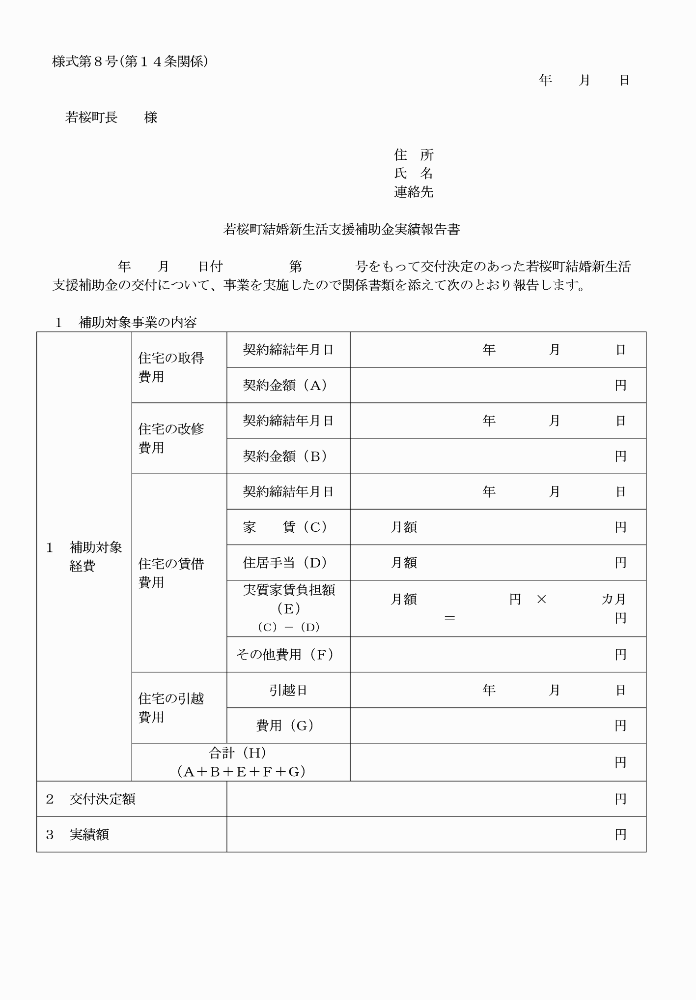 様式第８号(第１４条関係)
年　　月　　日
若桜町長　　様
住　所
氏　名
連絡先
若桜町結婚新生活支援補助金実績報告書
年　　月　　日付　　　　　第　　　　号をもって交付決定のあった若桜町結婚新生活
支援補助金の交付について、事業を実施したので関係書類を添えて次のとおり報告します。
１　補助対象事業の内容
１　補助対象
経費
住宅の取得
費用
契約締結年月日　年　　　　月　　　　日
契約金額（Ａ）　円
住宅の改修
費用
契約締結年月日　年　　　　月　　　　日
契約金額（Ｂ）　円
住宅の賃借
費用
契約締結年月日　年　　　　月　　　　日
家　　賃（Ｃ）　月額　円
住居手当（Ｄ）　月額　円
実質家賃負担額
（Ｅ）
（Ｃ）－（Ｄ）
月額　　　　　　　円　×　　　　カ月
＝　　　　　　　　　　　　円
その他費用（Ｆ）　円
住宅の引越
費用
引越日　年　　　　月　　　　日
費用（Ｇ）　円
合計（Ｈ）
（Ａ＋Ｂ＋Ｅ＋Ｆ＋Ｇ）
円
２　交付決定額　円
３　実績額　円